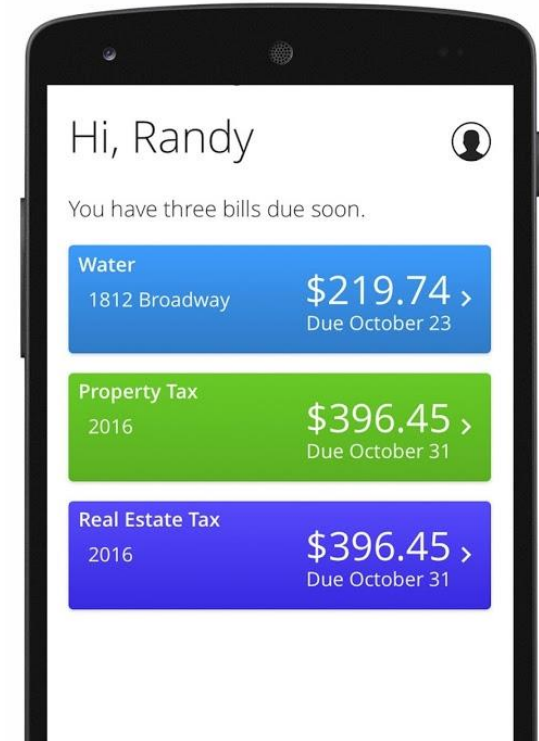 Hi, Randy
You have three bills due soon.
Water
1812 Broadway
$219.74
Due October 23
Property Tax
2016
$396.45
Due October 31
Real Estate Tax
2016
$396.45
Due October 31